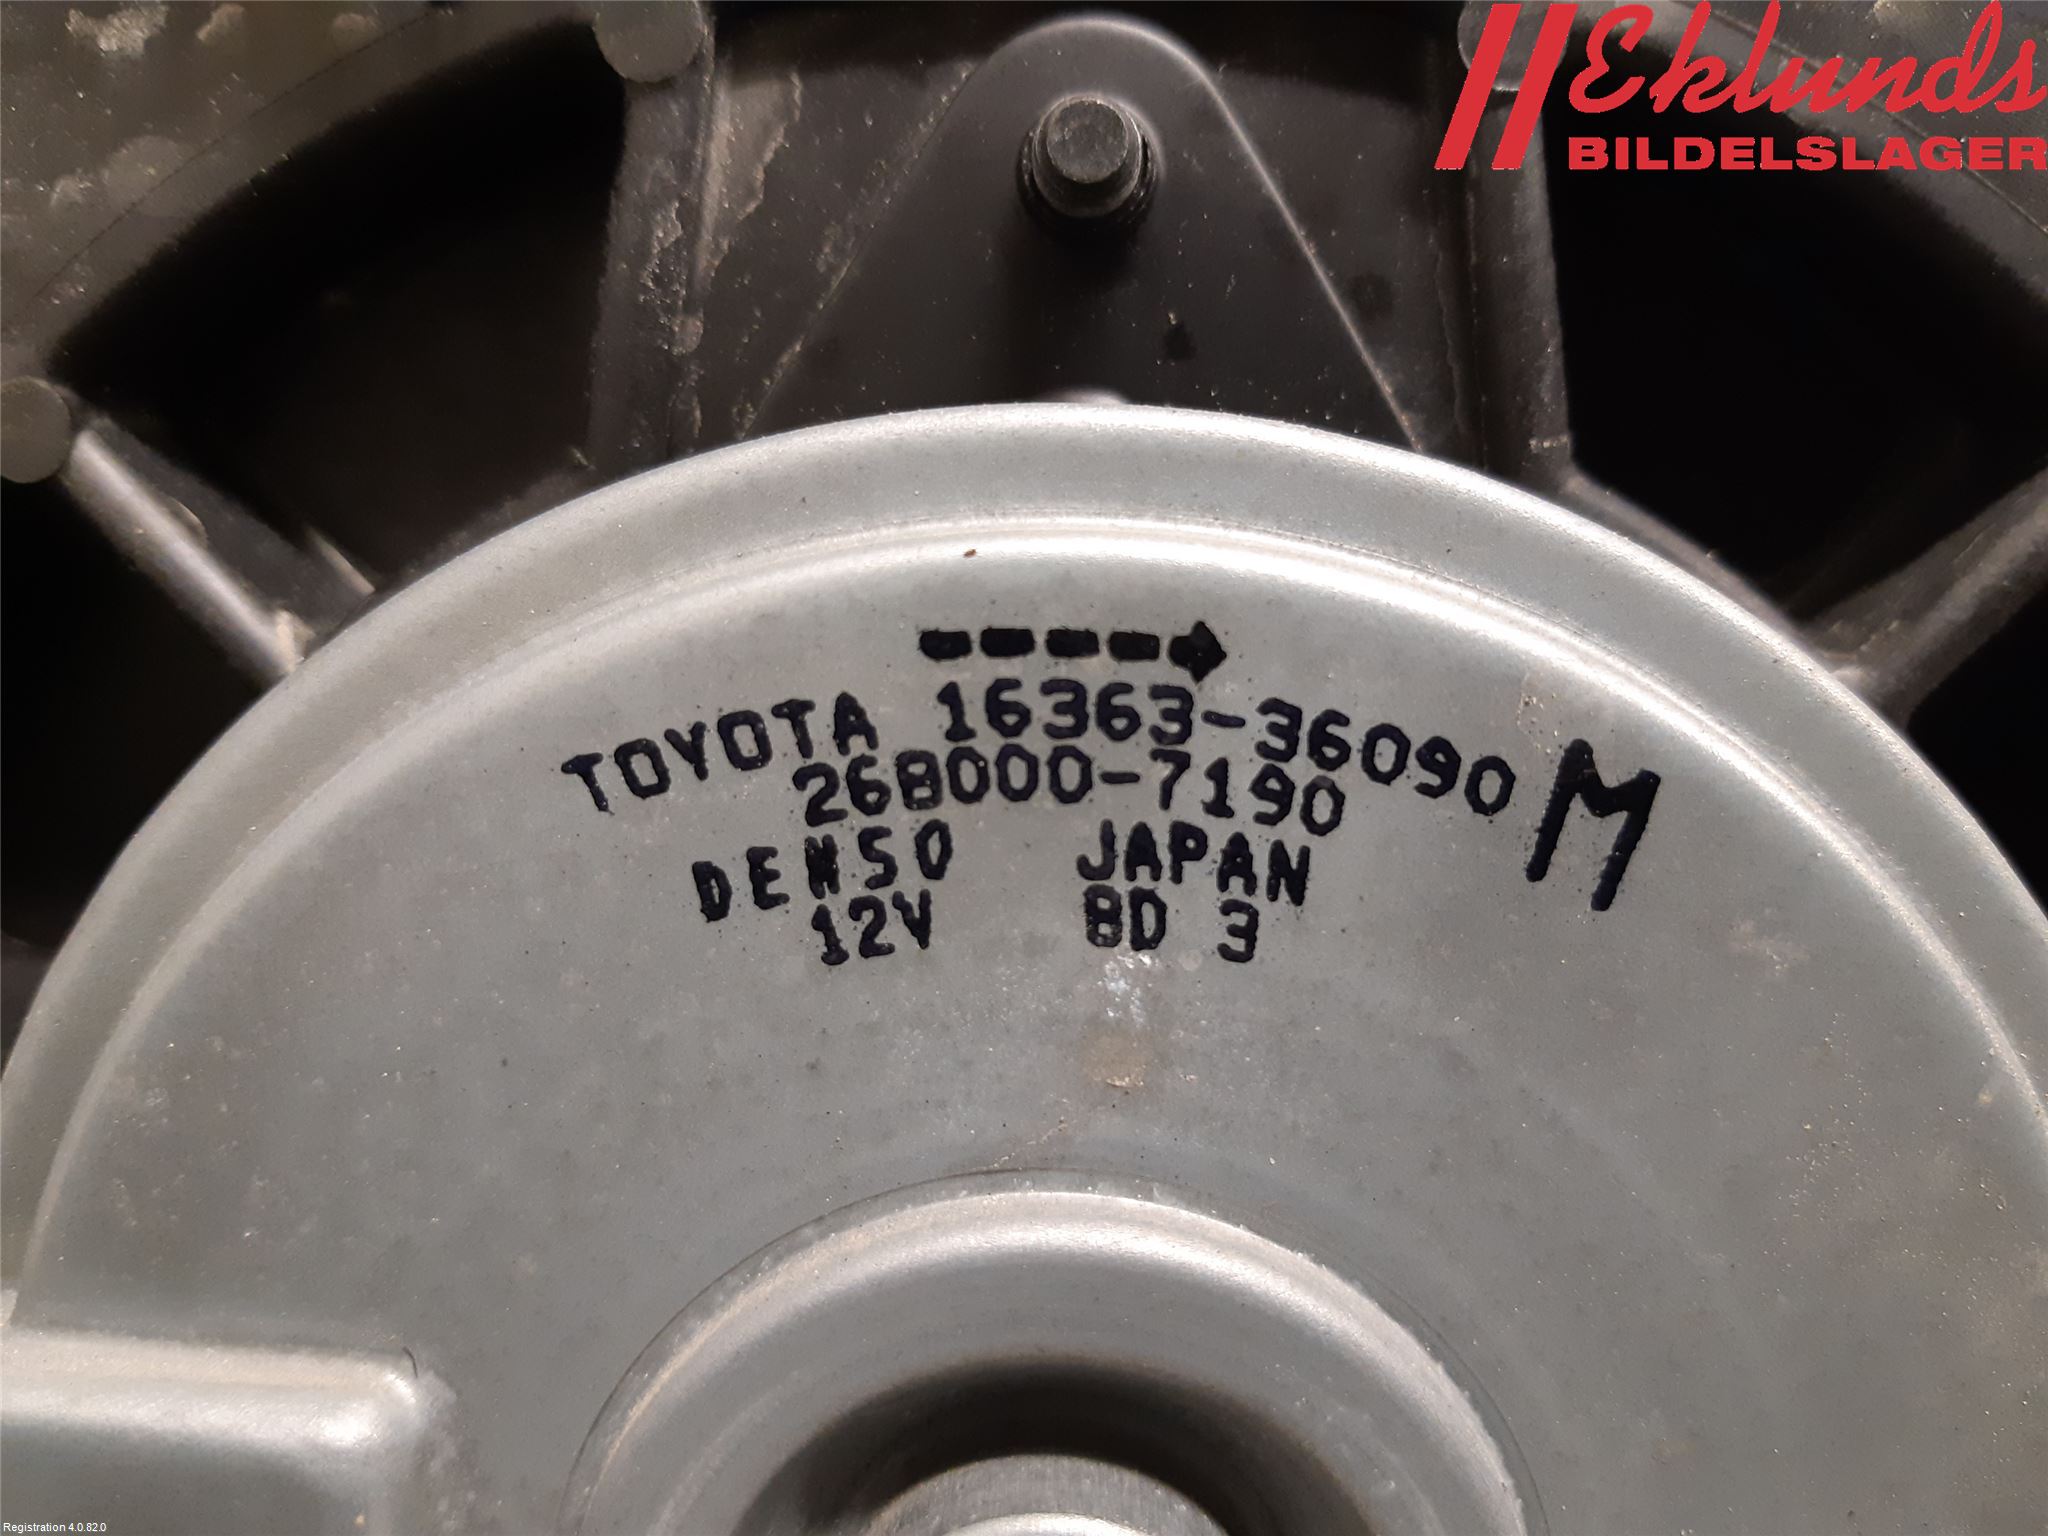 Eklunds
BILDELSLAGER
TOYOTA 16363-36090 M
268000-7190
DENSO JAPAN
12V 8D 3
Registration 4.0.82.0